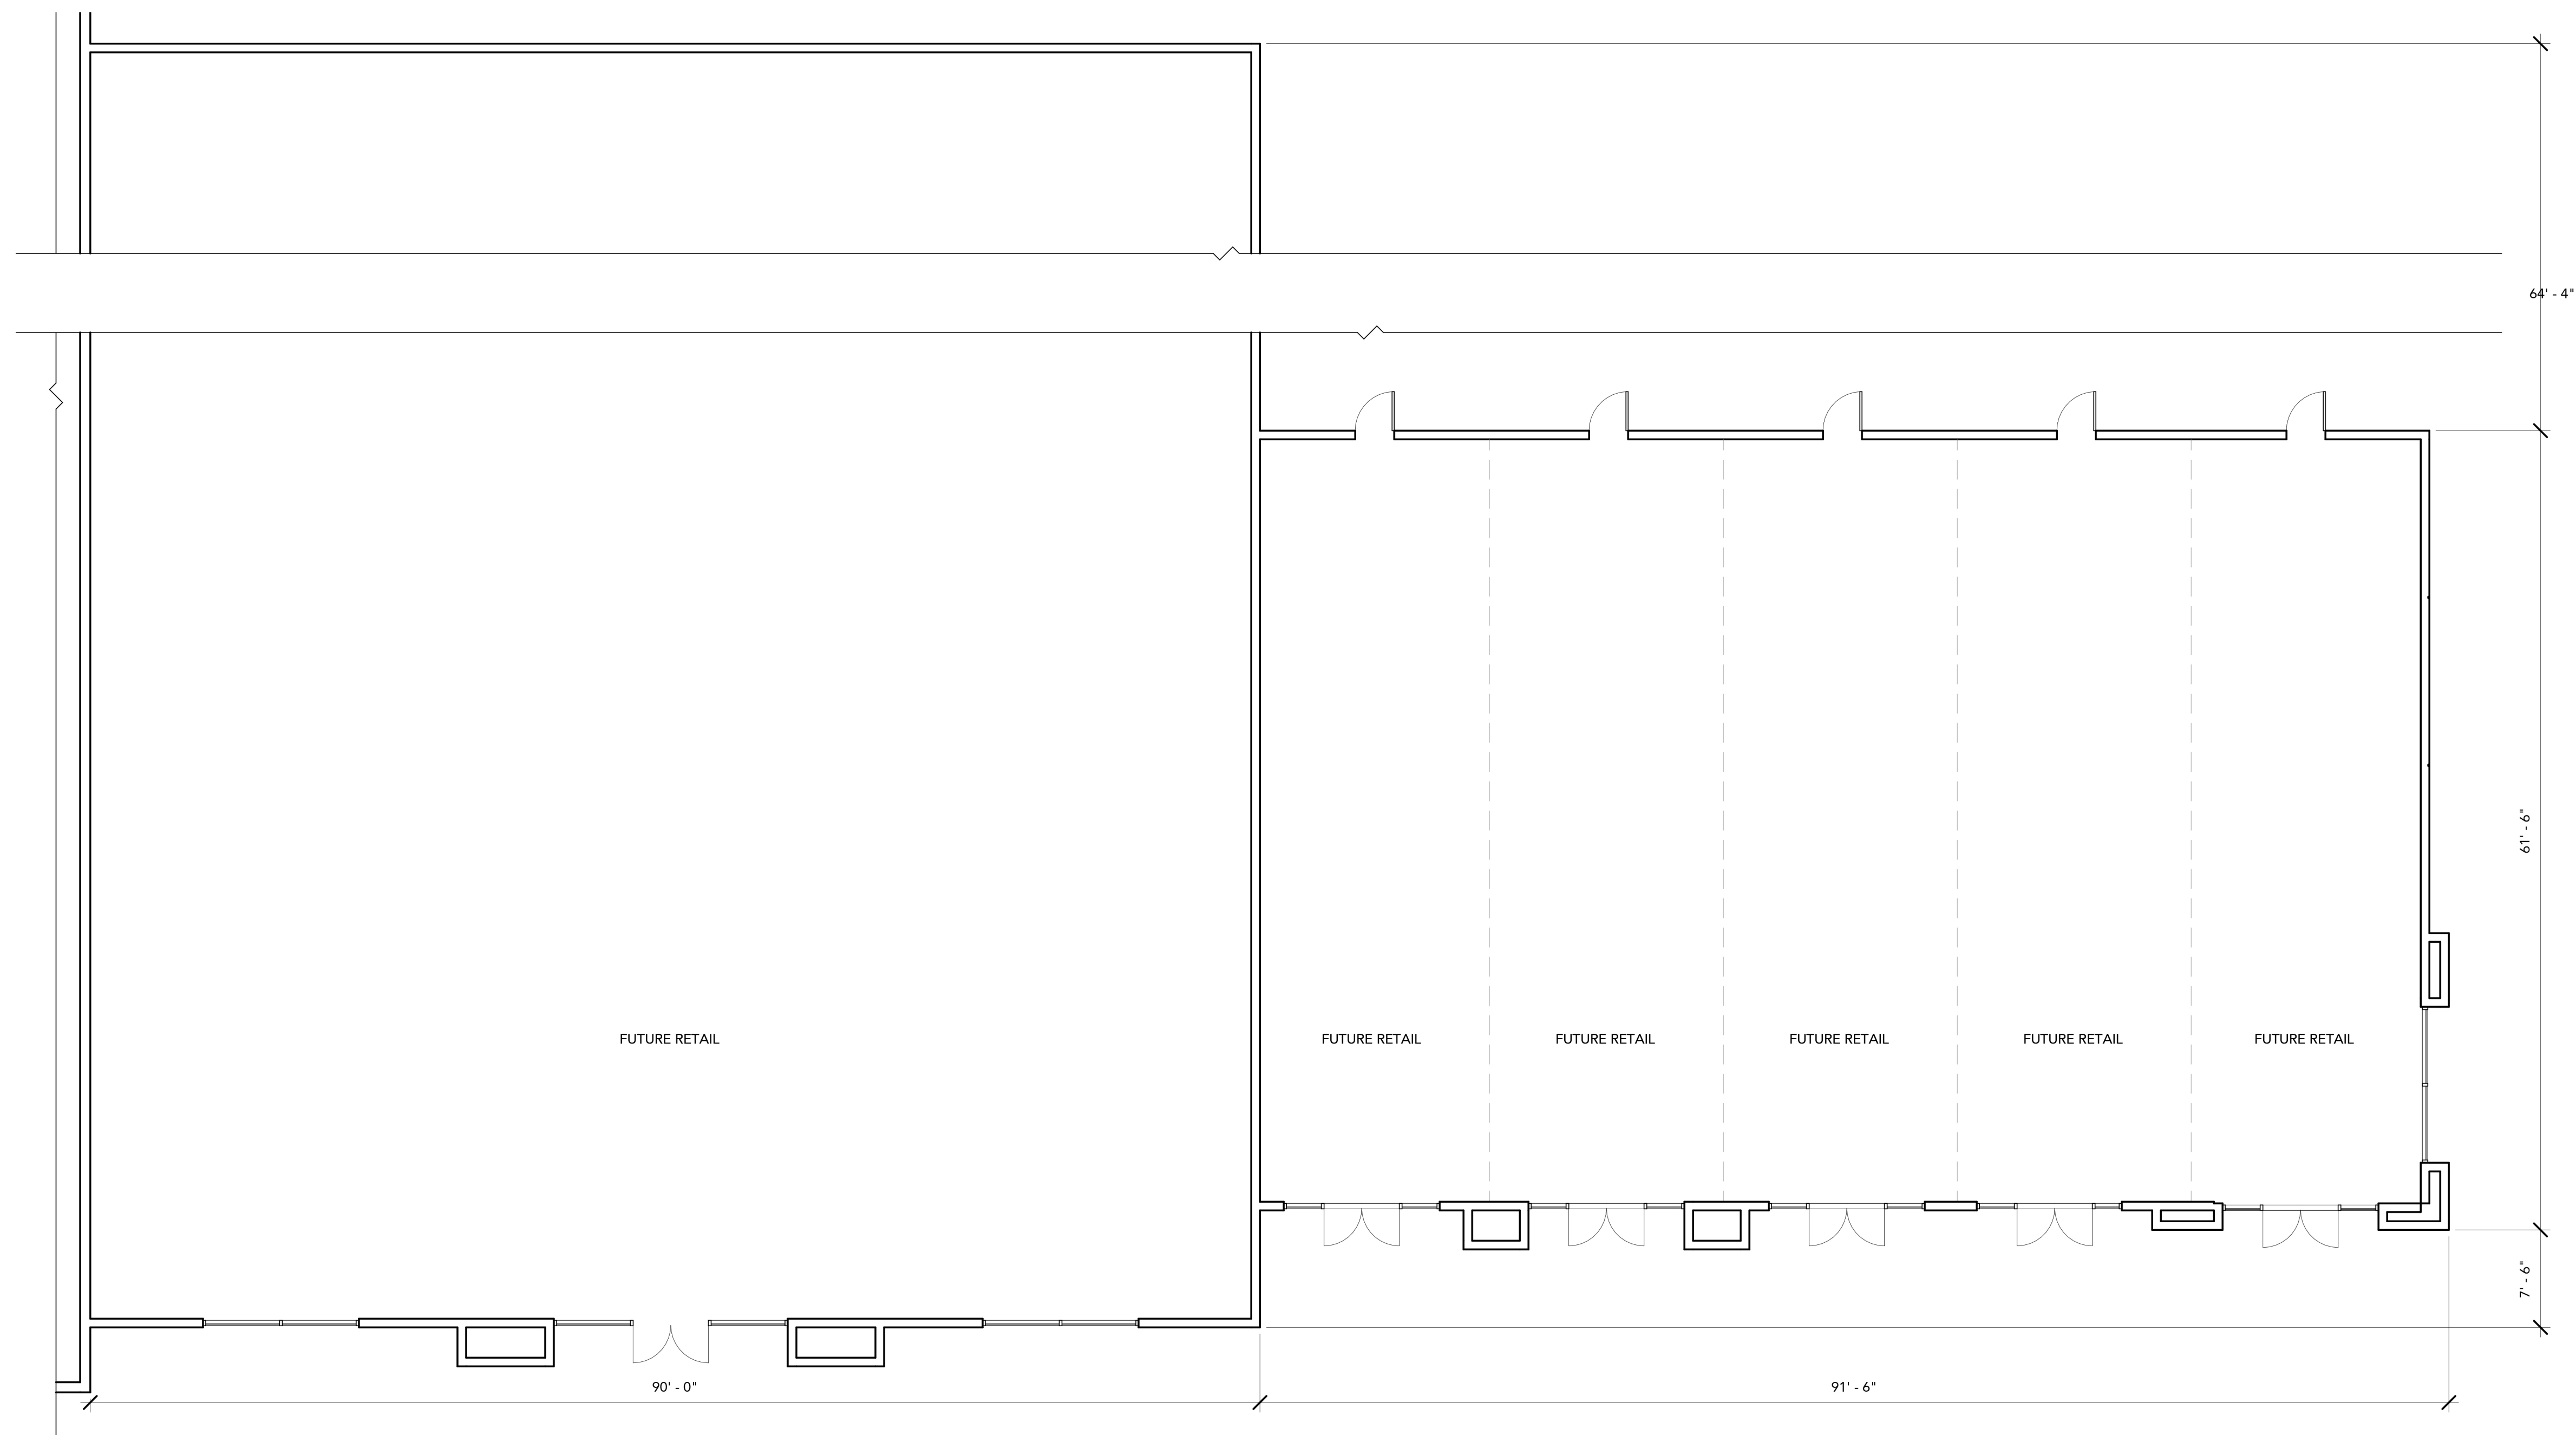 64' - 4"
61' - 6"
FUTURE RETAIL
FUTURE RETAIL
FUTURE RETAIL
FUTURE RETAIL
FUTURE RETAIL
FUTURE RETAIL
7' - 6"
90' - 0"
91' - 6"